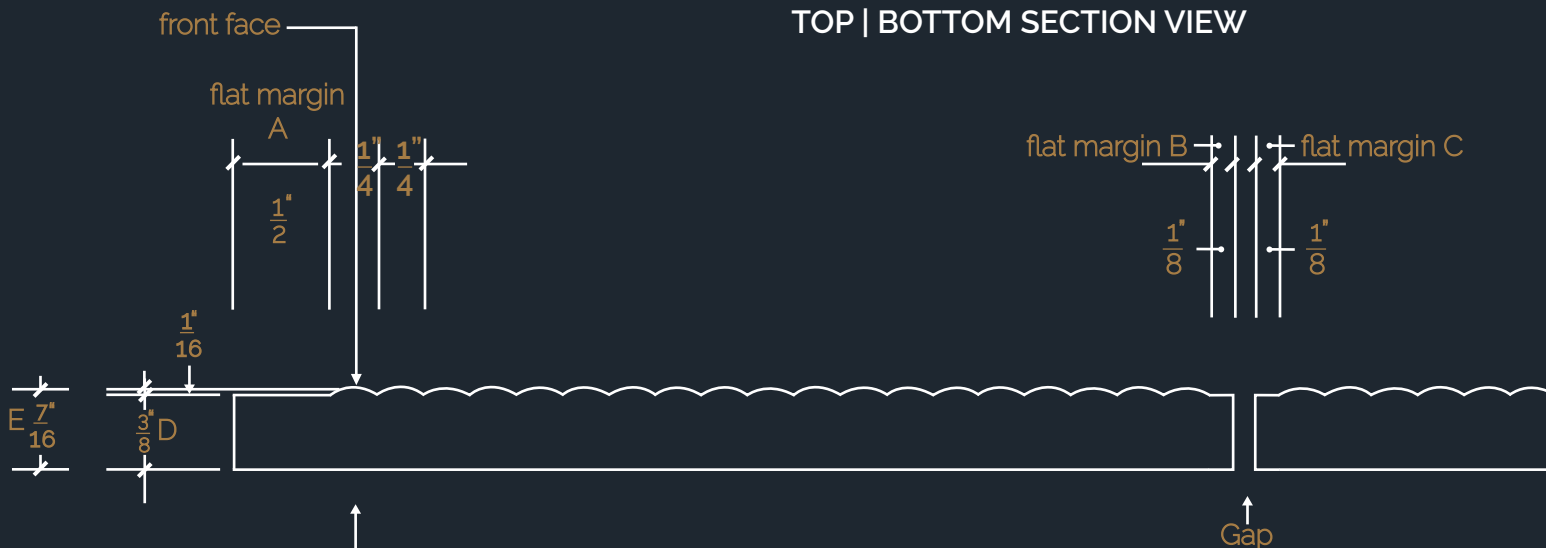 TOP | BOTTOM SECTION VIEW
front face
flat margin
A
1" 1"
4 4
flat margin B flat margin C
1"
2
1" 1"
8 8
1"
16
E 7"
16
3"
8 D
Gap